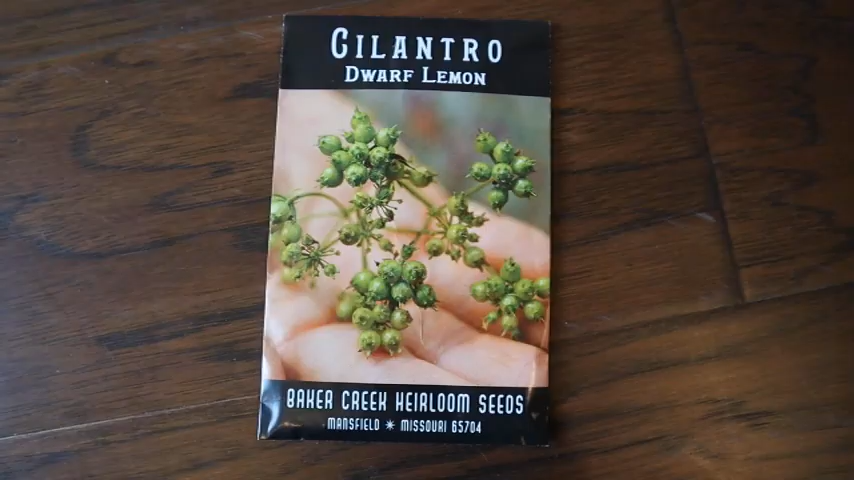 CILANTRO
DWARF LEMON
BAKER CREEK HEIRLOOM SEEDS
MANSFIELD ✷ MISSOURI 65704